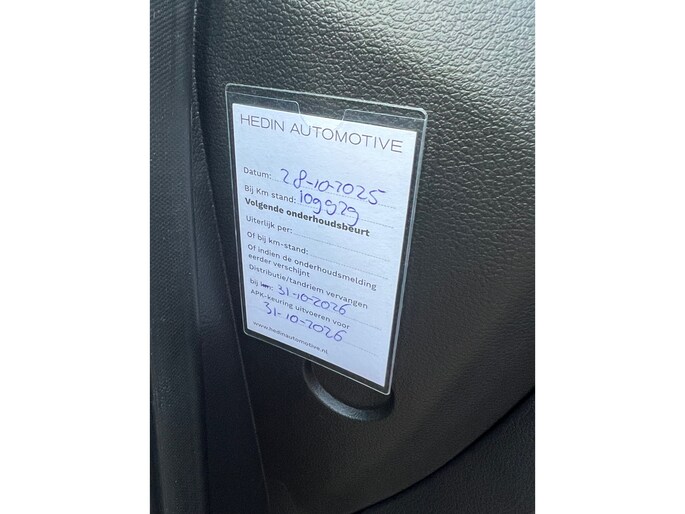 HEDIN AUTOMOTIVE
Datum: 28-10-2025
Bij Km stand: 109929
Volgende onderhoudsbeurt
Uiterlijk per:
Of bij km-stand:
Of indien de onderhoudsmelding
eerder verschijnt
Distributie/tandriem vervangen
bij km: 31-10-2026
APK-keuring uitvoeren voor
31-10-2026
www.hedinautomotive.nl